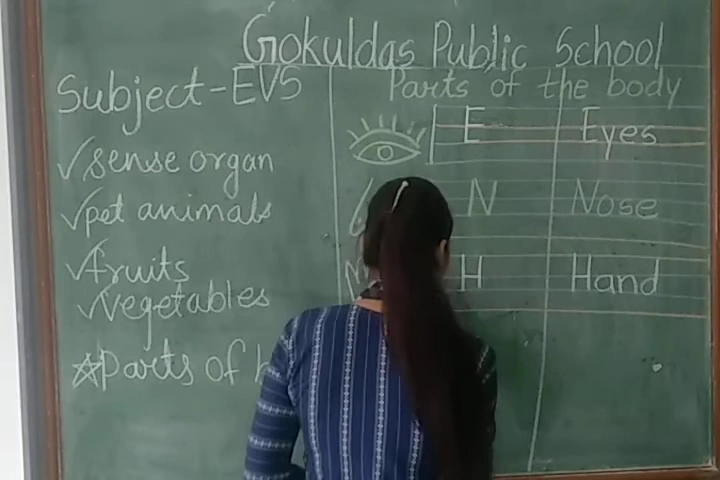 Gokuldas Public School
Subject-EVS
Parts of the body
E Eyes
✓sense organ
✓pet animals
N Nose
✓fruits
H Hand
✓Vegetables
☆Parts of